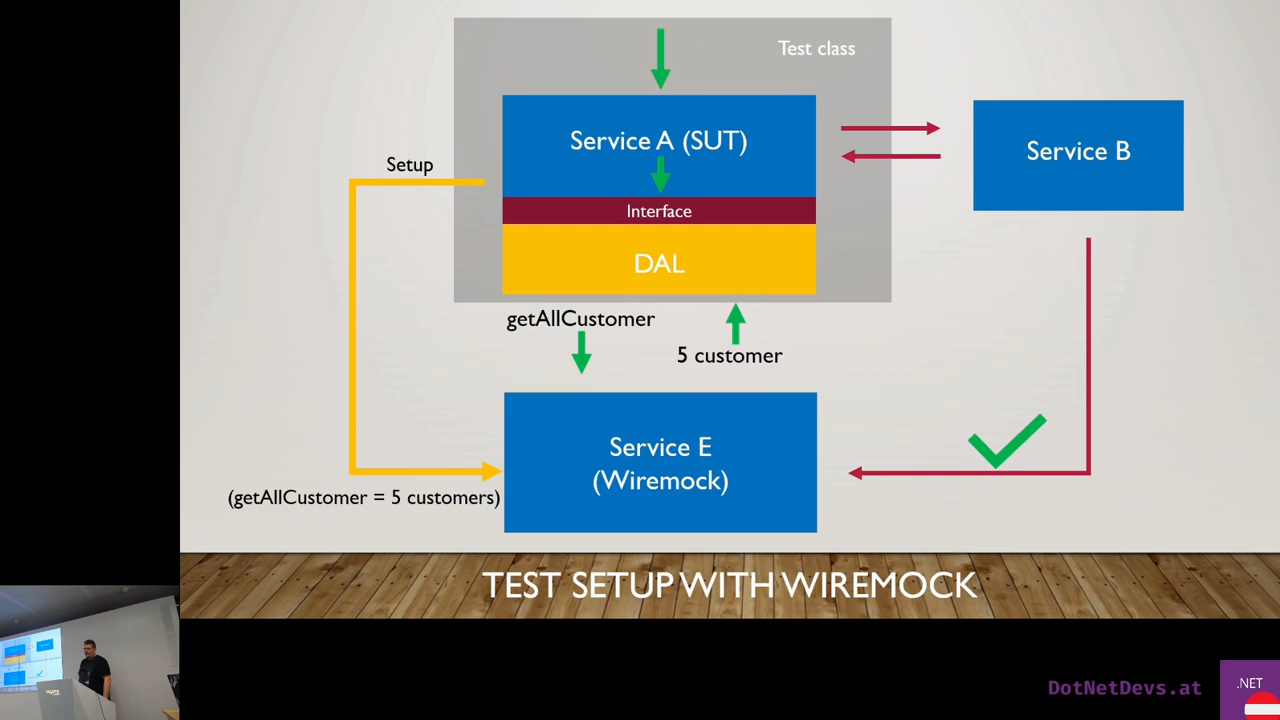 Test class
Service A (SUT)
Service B
Setup
Interface
DAL
getAllCustomer
5 customer
Service E
(Wiremock)
(getAllCustomer = 5 customers)
TEST SETUP WITH WIREMOCK
DotNetDevs.at
.NET